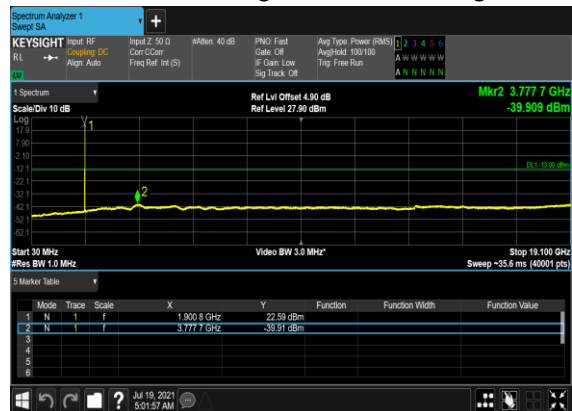 Spectrum Analyzer 1
Swept SA
+
KEYSIGHT Input: RF Input Z: 50 Ω #Atten: 40 dB PNO: Fast Avg Type: Power (RMS) 1 2 3 4 5 6
RL Coupling: DC Corr CCorr Gate: Off Avg|Hold: 100/100 A W W W W W
Align: Auto Freq Ref: Int (S) IF Gain: Low Trig: Free Run
LXI Sig Track: Off A N N N N N
1 Spectrum Ref Lvl Offset 4.90 dB Mkr2 3.777 7 GHz
Scale/Div 10 dB Ref Level 27.90 dBm -39.909 dBm
Log
17.9 1
7.90
-2.10
-12.1 DL1 -13.00 dBm
-22.1
-32.1 2
-42.1
-52.1
-62.1
Start 30 MHz Video BW 3.0 MHz* Stop 19.100 GHz
#Res BW 1.0 MHz Sweep ~35.6 ms (40001 pts)
5 Marker Table
Mode Trace Scale X Y Function Function Width Function Value
1 N 1 f 1.900 8 GHz 22.59 dBm
2 N 1 f 3.777 7 GHz -39.91 dBm
3
4
5
6
? Jul 19, 2021
5:01:57 AM